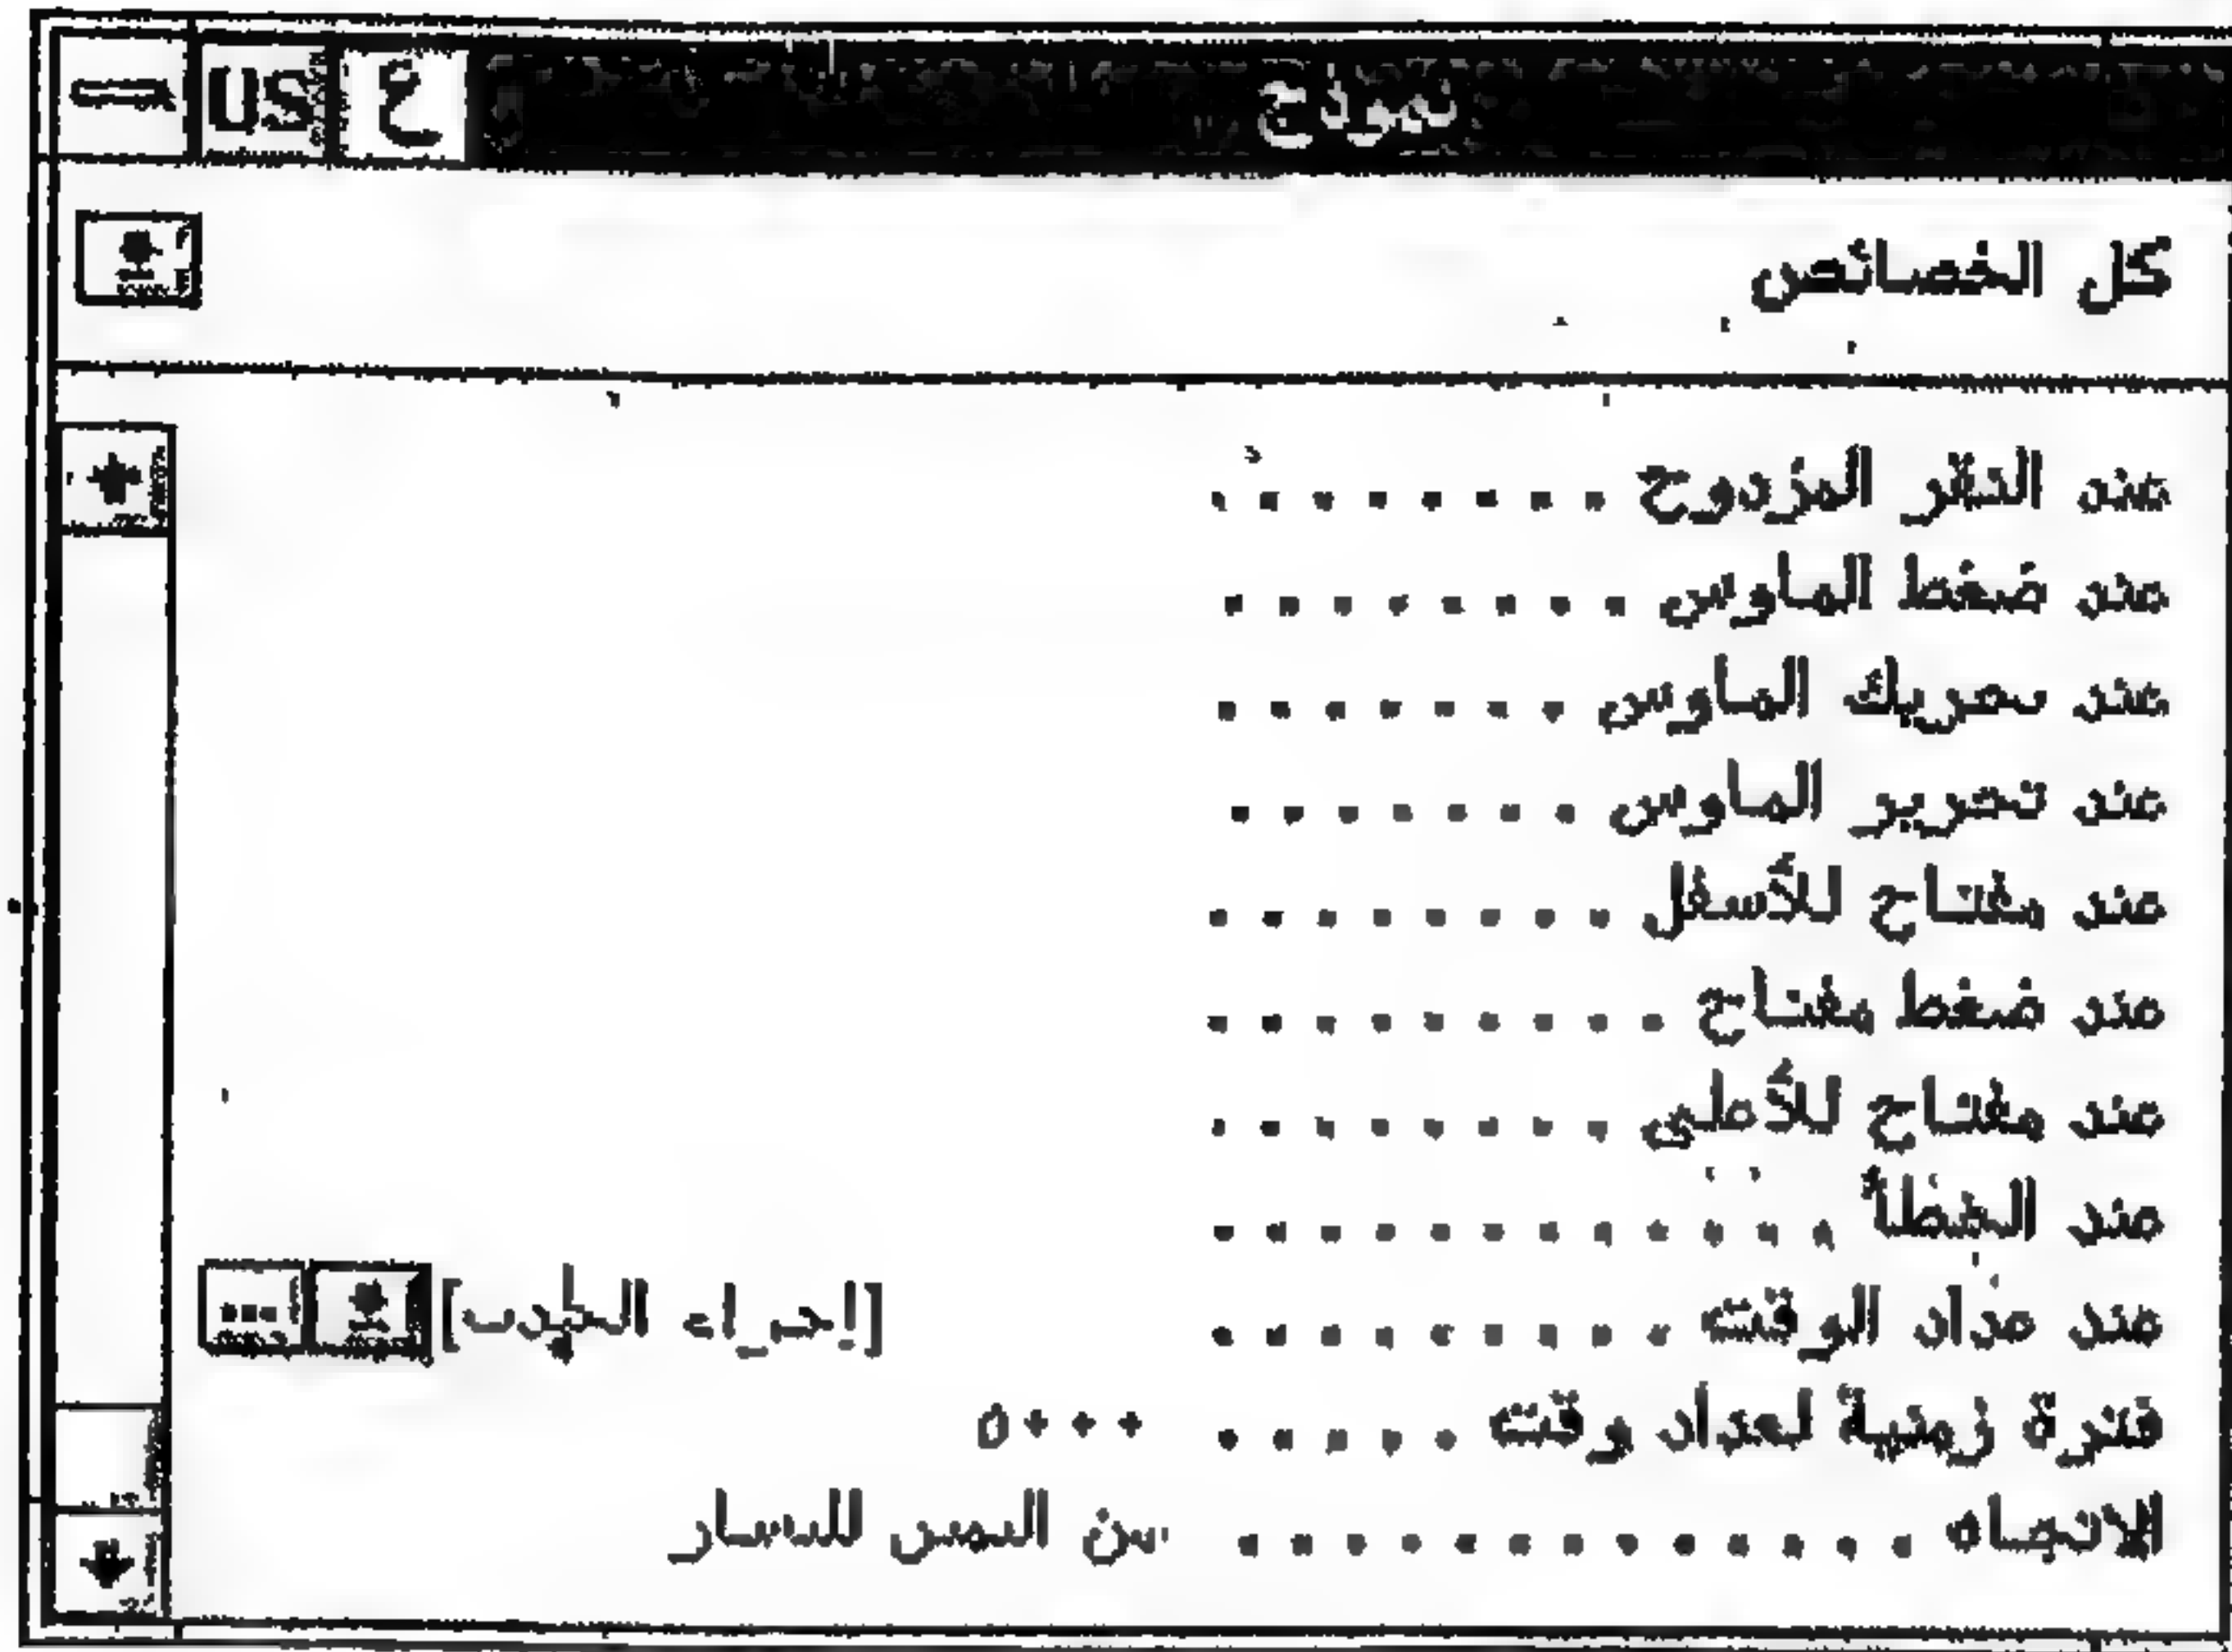 نموذج ع US
كل الخصائص
عند النقر المزدوج ........
عند ضغط الماوس ........
عند تحريك الماوس .......
عند تحرير الماوس .......
عند مفتاح للأسفل ........
عند ضغط مفتاح .........
عند مفتاح للأعلى ........
عند الخطأ ............
عند عداد الوقت ......... [إجراء الحدث]
فترة زمنية لعداد وقت ..... ٥٠٠٠
الاتجاه ............. من اليمين لليسار